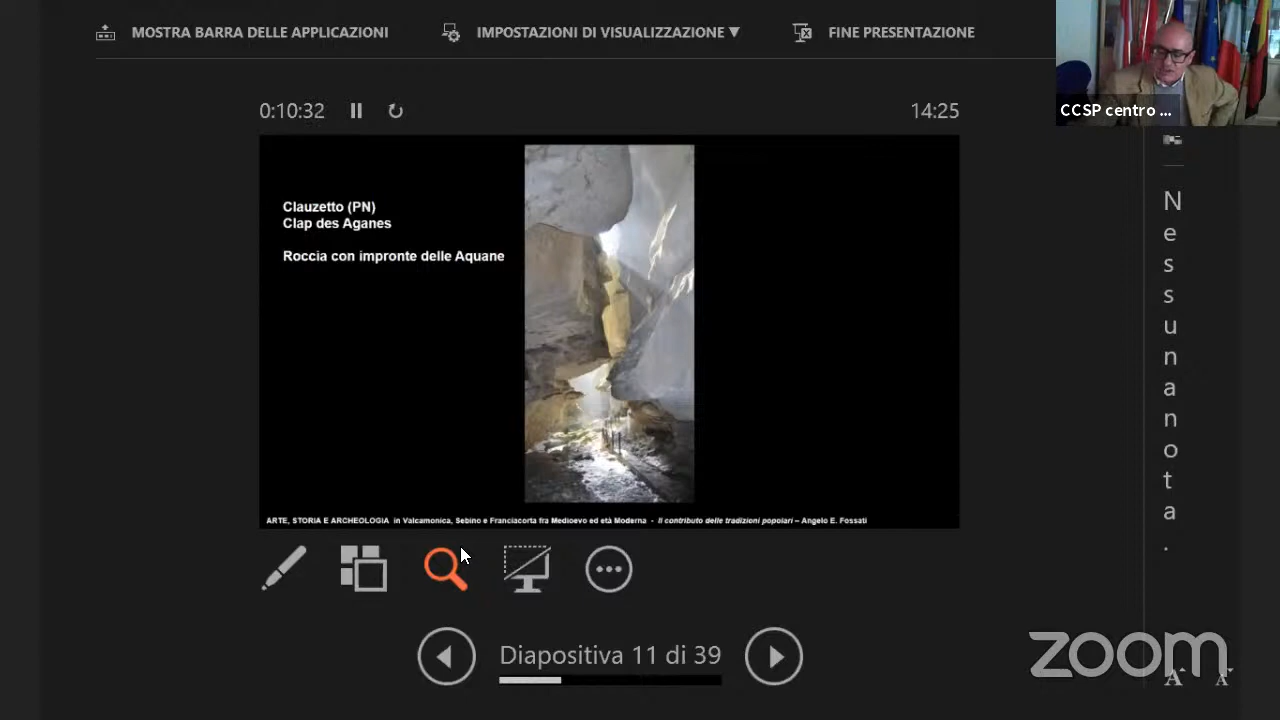 MOSTRA BARRA DELLE APPLICAZIONI
IMPOSTAZIONI DI VISUALIZZAZIONE ▼
FINE PRESENTAZIONE
CCSP centro ...
0:10:32
14:25
Clauzetto (PN)
Clap des Aganes
Roccia con impronte delle Aquane
ARTE, STORIA E ARCHEOLOGIA in Valcamonica, Sebino e Franciacorta fra Medioevo ed età Moderna - Il contributo delle tradizioni popolari – Angelo E. Fossati
N
e
s
s
u
n
a
n
o
t
a
.
Diapositiva 11 di 39
zoom
A A